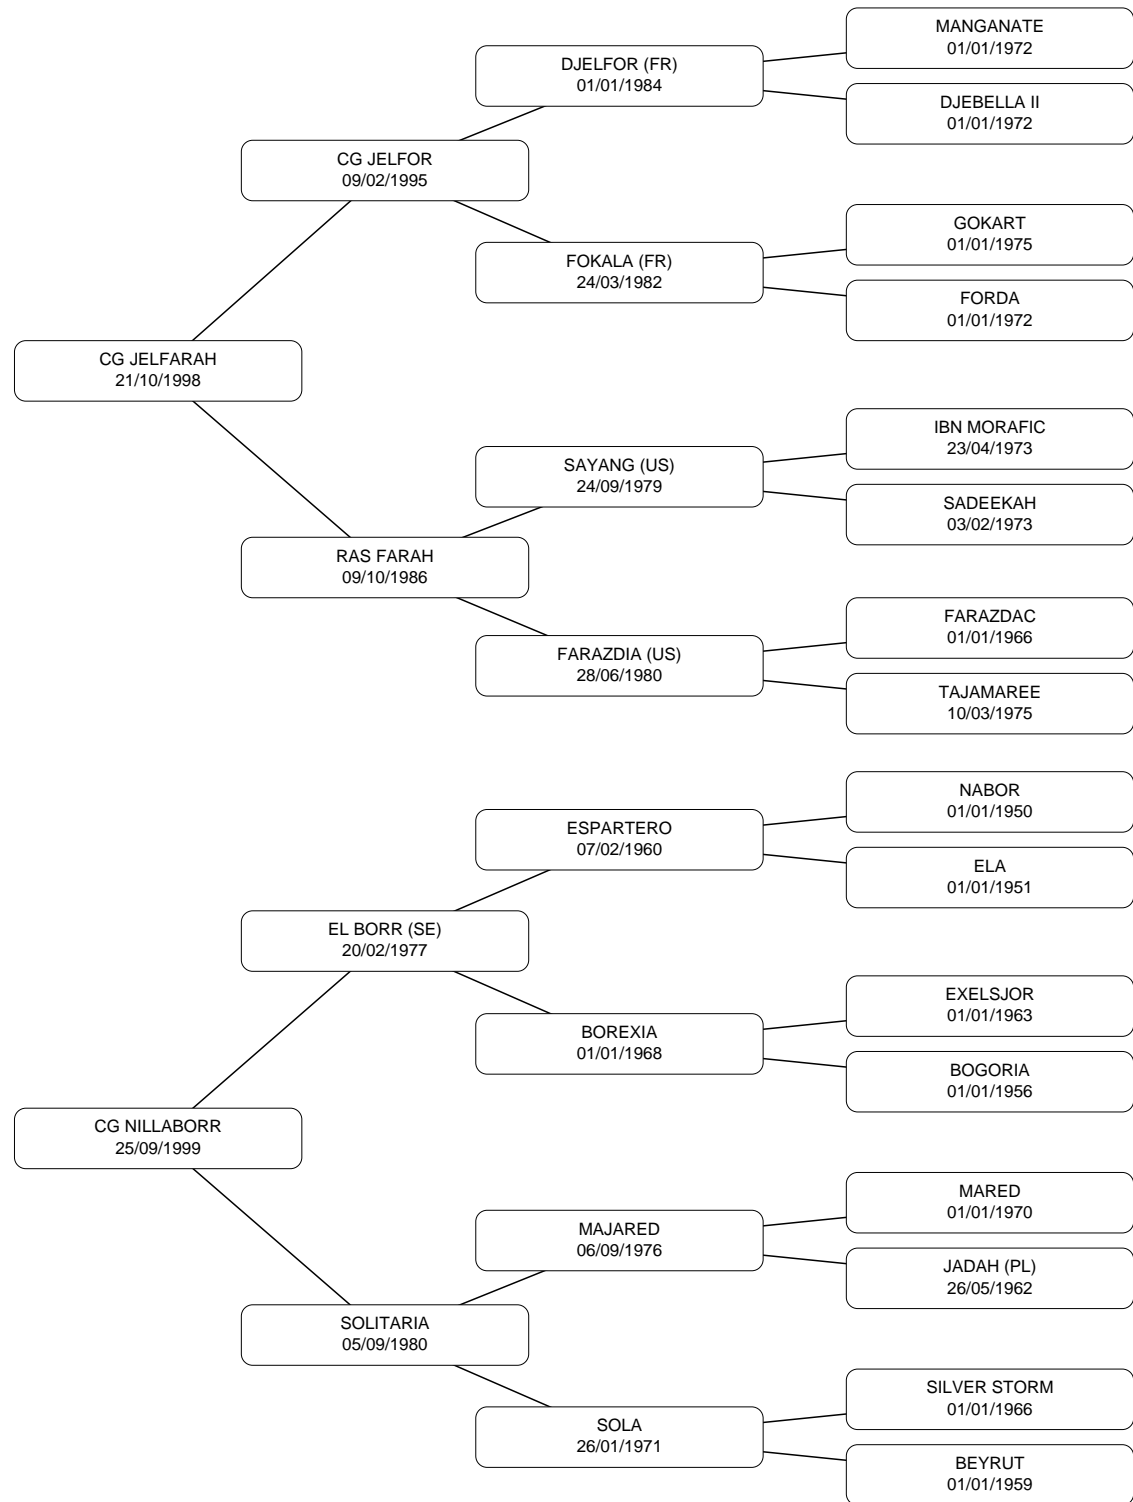 MANGANATE
01/01/1972
DJELFOR (FR)
01/01/1984
DJEBELLA II
01/01/1972
CG JELFOR
09/02/1995
GOKART
01/01/1975
FOKALA (FR)
24/03/1982
FORDA
01/01/1972
CG JELFARAH
21/10/1998
IBN MORAFIC
23/04/1973
SAYANG (US)
24/09/1979
SADEEKAH
03/02/1973
RAS FARAH
09/10/1986
FARAZDAC
01/01/1966
FARAZDIA (US)
28/06/1980
TAJAMAREE
10/03/1975
NABOR
01/01/1950
ESPARTERO
07/02/1960
ELA
01/01/1951
EL BORR (SE)
20/02/1977
EXELSJOR
01/01/1963
BOREXIA
01/01/1968
BOGORIA
01/01/1956
CG NILLABORR
25/09/1999
MARED
01/01/1970
MAJARED
06/09/1976
JADAH (PL)
26/05/1962
SOLITARIA
05/09/1980
SILVER STORM
01/01/1966
SOLA
26/01/1971
BEYRUT
01/01/1959